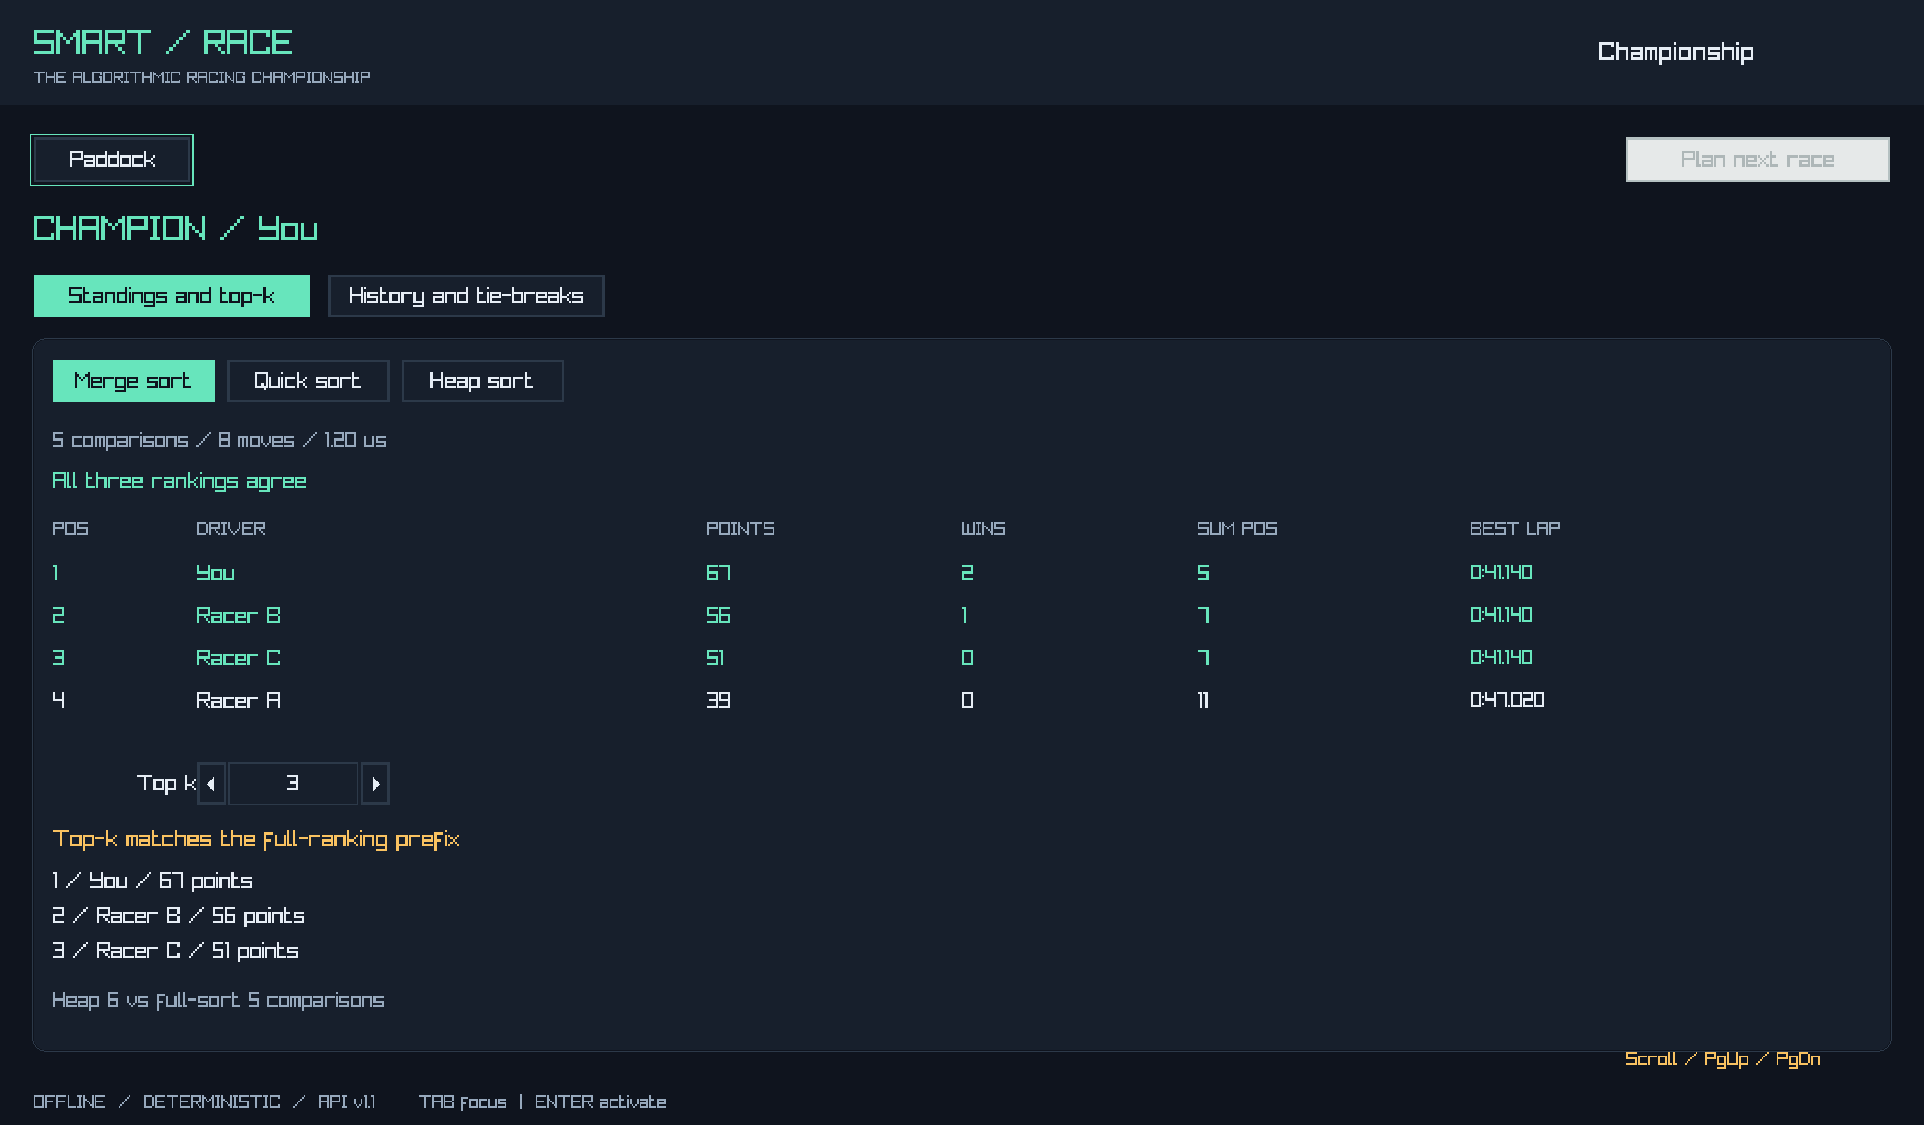 SMART / RACE
THE ALGORITHMIC RACING CHAMPIONSHIP
Championship
Paddock
Plan next race
CHAMPION / You
Standings and top-k
History and tie-breaks
Merge sort
Quick sort
Heap sort
5 comparisons / 8 moves / 1.20 us
All three rankings agree
POS DRIVER POINTS WINS SUM POS BEST LAP
1 You 67 2 5 0:41.140
2 Racer B 56 1 7 0:41.140
3 Racer C 51 0 7 0:41.140
4 Racer A 39 0 11 0:47.020
Top k 3
Top-k matches the full-ranking prefix
1 / You / 67 points
2 / Racer B / 56 points
3 / Racer C / 51 points
Heap 6 vs full-sort 5 comparisons
Scroll / PgUp / PgDn
OFFLINE / DETERMINISTIC / API v1.1 TAB focus | ENTER activate